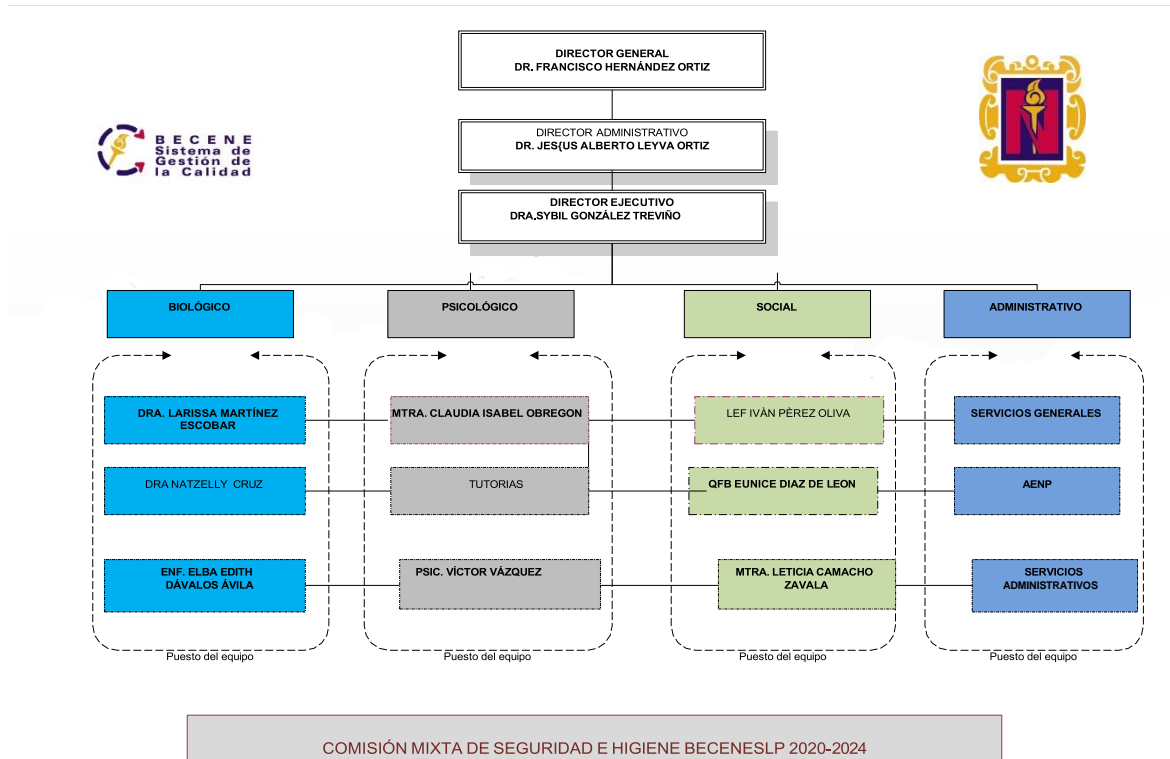 DIRECTOR GENERAL
DR. FRANCISCO HERNÁNDEZ ORTIZ
BECENE
Sistema de
Gestión de
la Calidad
N
DIRECTOR ADMINISTRATIVO
DR. JES{US ALBERTO LEYVA ORTIZ
DIRECTOR EJECUTIVO
DRA.SYBIL GONZÁLEZ TREVIÑO
BIOLÓGICO
PSICOLÓGICO
SOCIAL
ADMINISTRATIVO
DRA. LARISSA MARTÍNEZ
ESCOBAR
MTRA. CLAUDIA ISABEL OBREGON
LEF IVÀN PÈREZ OLIVA
SERVICIOS GENERALES
DRA NATZELLY CRUZ
TUTORIAS
QFB EUNICE DIAZ DE LEON
AENP
ENF. ELBA EDITH
DÁVALOS ÁVILA
PSIC. VÍCTOR VÁZQUEZ
MTRA. LETICIA CAMACHO
ZAVALA
SERVICIOS
ADMINISTRATIVOS
Puesto del equipo
Puesto del equipo
Puesto del equipo
Puesto del equipo
COMISIÓN MIXTA DE SEGURIDAD E HIGIENE BECENESLP 2020-2024